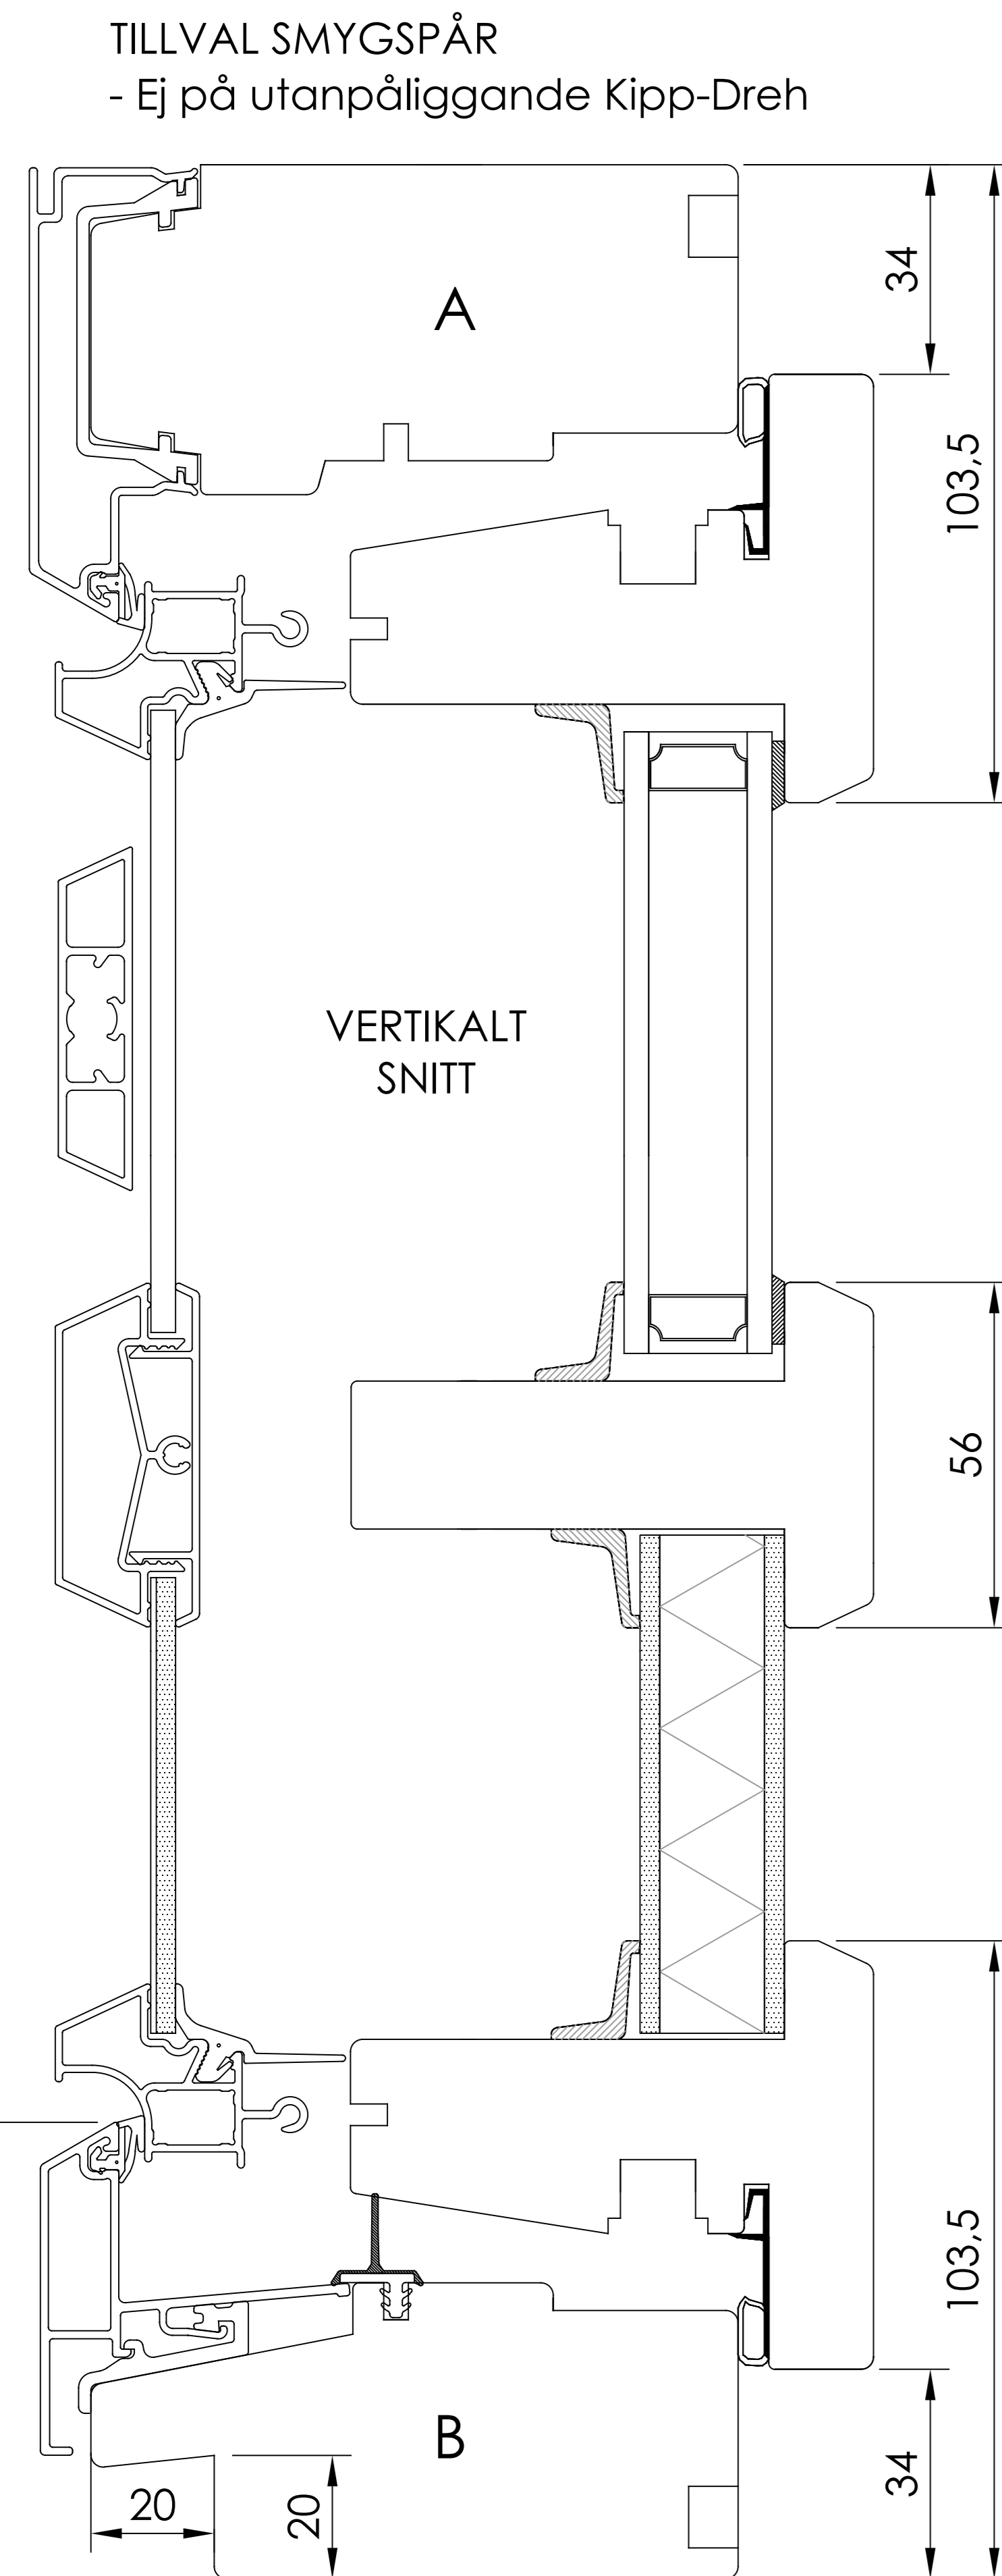 TILLVAL SMYGSPÅR
- Ej på utanpåliggande Kipp-Dreh
A
34
103,5
VERTIKALT
SNITT
56
103,5
B
34
20
20